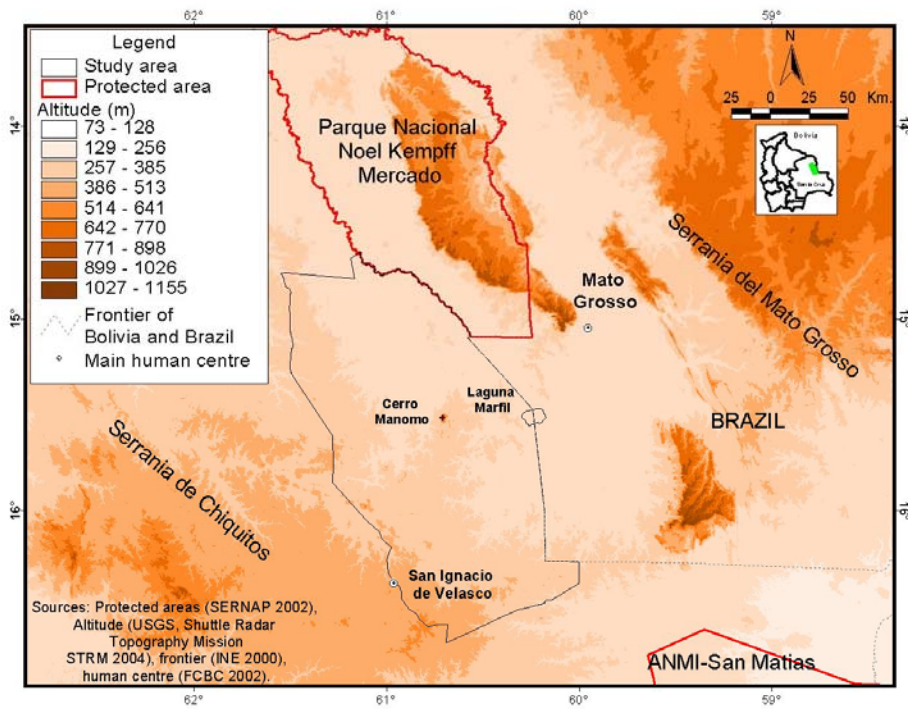 62°
61°
60°
59°
Legend
Study area
Protected area
Altitude (m)
73 - 128
129 - 256
257 - 385
386 - 513
514 - 641
642 - 770
771 - 898
899 - 1026
1027 - 1155
Frontier of
Bolivia and Brazil
Main human centre
N
25 0 25 50 Km.
Bolivia
Santa Cruz
14°
14°
Parque Nacional
Noel Kempff
Mercado
Serrania del Mato Grosso
Mato
Grosso
15°
15°
Cerro
Manomo
Laguna
Marfil
BRAZIL
Serrania de Chiquitos
16°
16°
San Ignacio
de Velasco
Sources: Protected areas (SERNAP 2002),
Altitude (USGS, Shuttle Radar
Topography Mission
STRM 2004), frontier (INE 2000),
human centre (FCBC 2002).
ANMI-San Matias
62°
61°
60°
59°